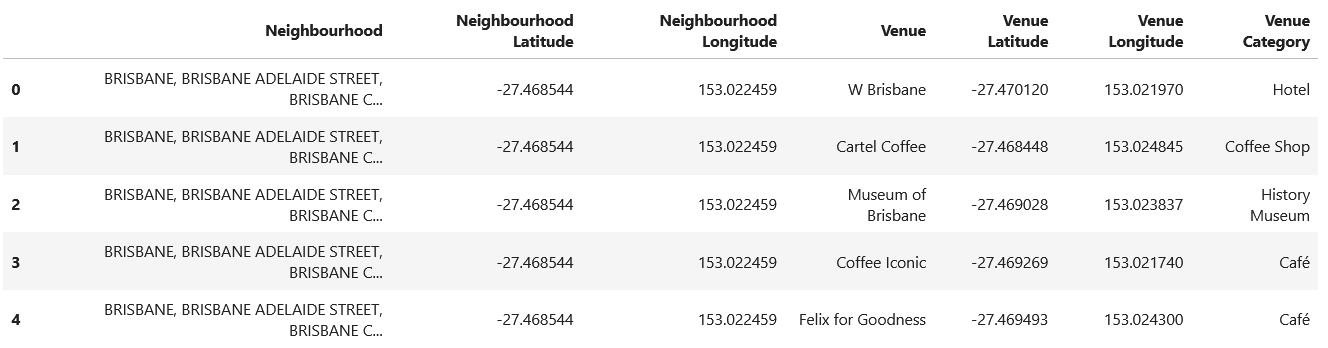 Neighbourhood Neighbourhood Latitude Neighbourhood Longitude Venue Venue Latitude Venue Longitude Venue Category
0 BRISBANE, BRISBANE ADELAIDE STREET, BRISBANE C... -27.468544 153.022459 W Brisbane -27.470120 153.021970 Hotel
1 BRISBANE, BRISBANE ADELAIDE STREET, BRISBANE C... -27.468544 153.022459 Cartel Coffee -27.468448 153.024845 Coffee Shop
2 BRISBANE, BRISBANE ADELAIDE STREET, BRISBANE C... -27.468544 153.022459 Museum of Brisbane -27.469028 153.023837 History Museum
3 BRISBANE, BRISBANE ADELAIDE STREET, BRISBANE C... -27.468544 153.022459 Coffee Iconic -27.469269 153.021740 Café
4 BRISBANE, BRISBANE ADELAIDE STREET, BRISBANE C... -27.468544 153.022459 Felix for Goodness -27.469493 153.024300 Café